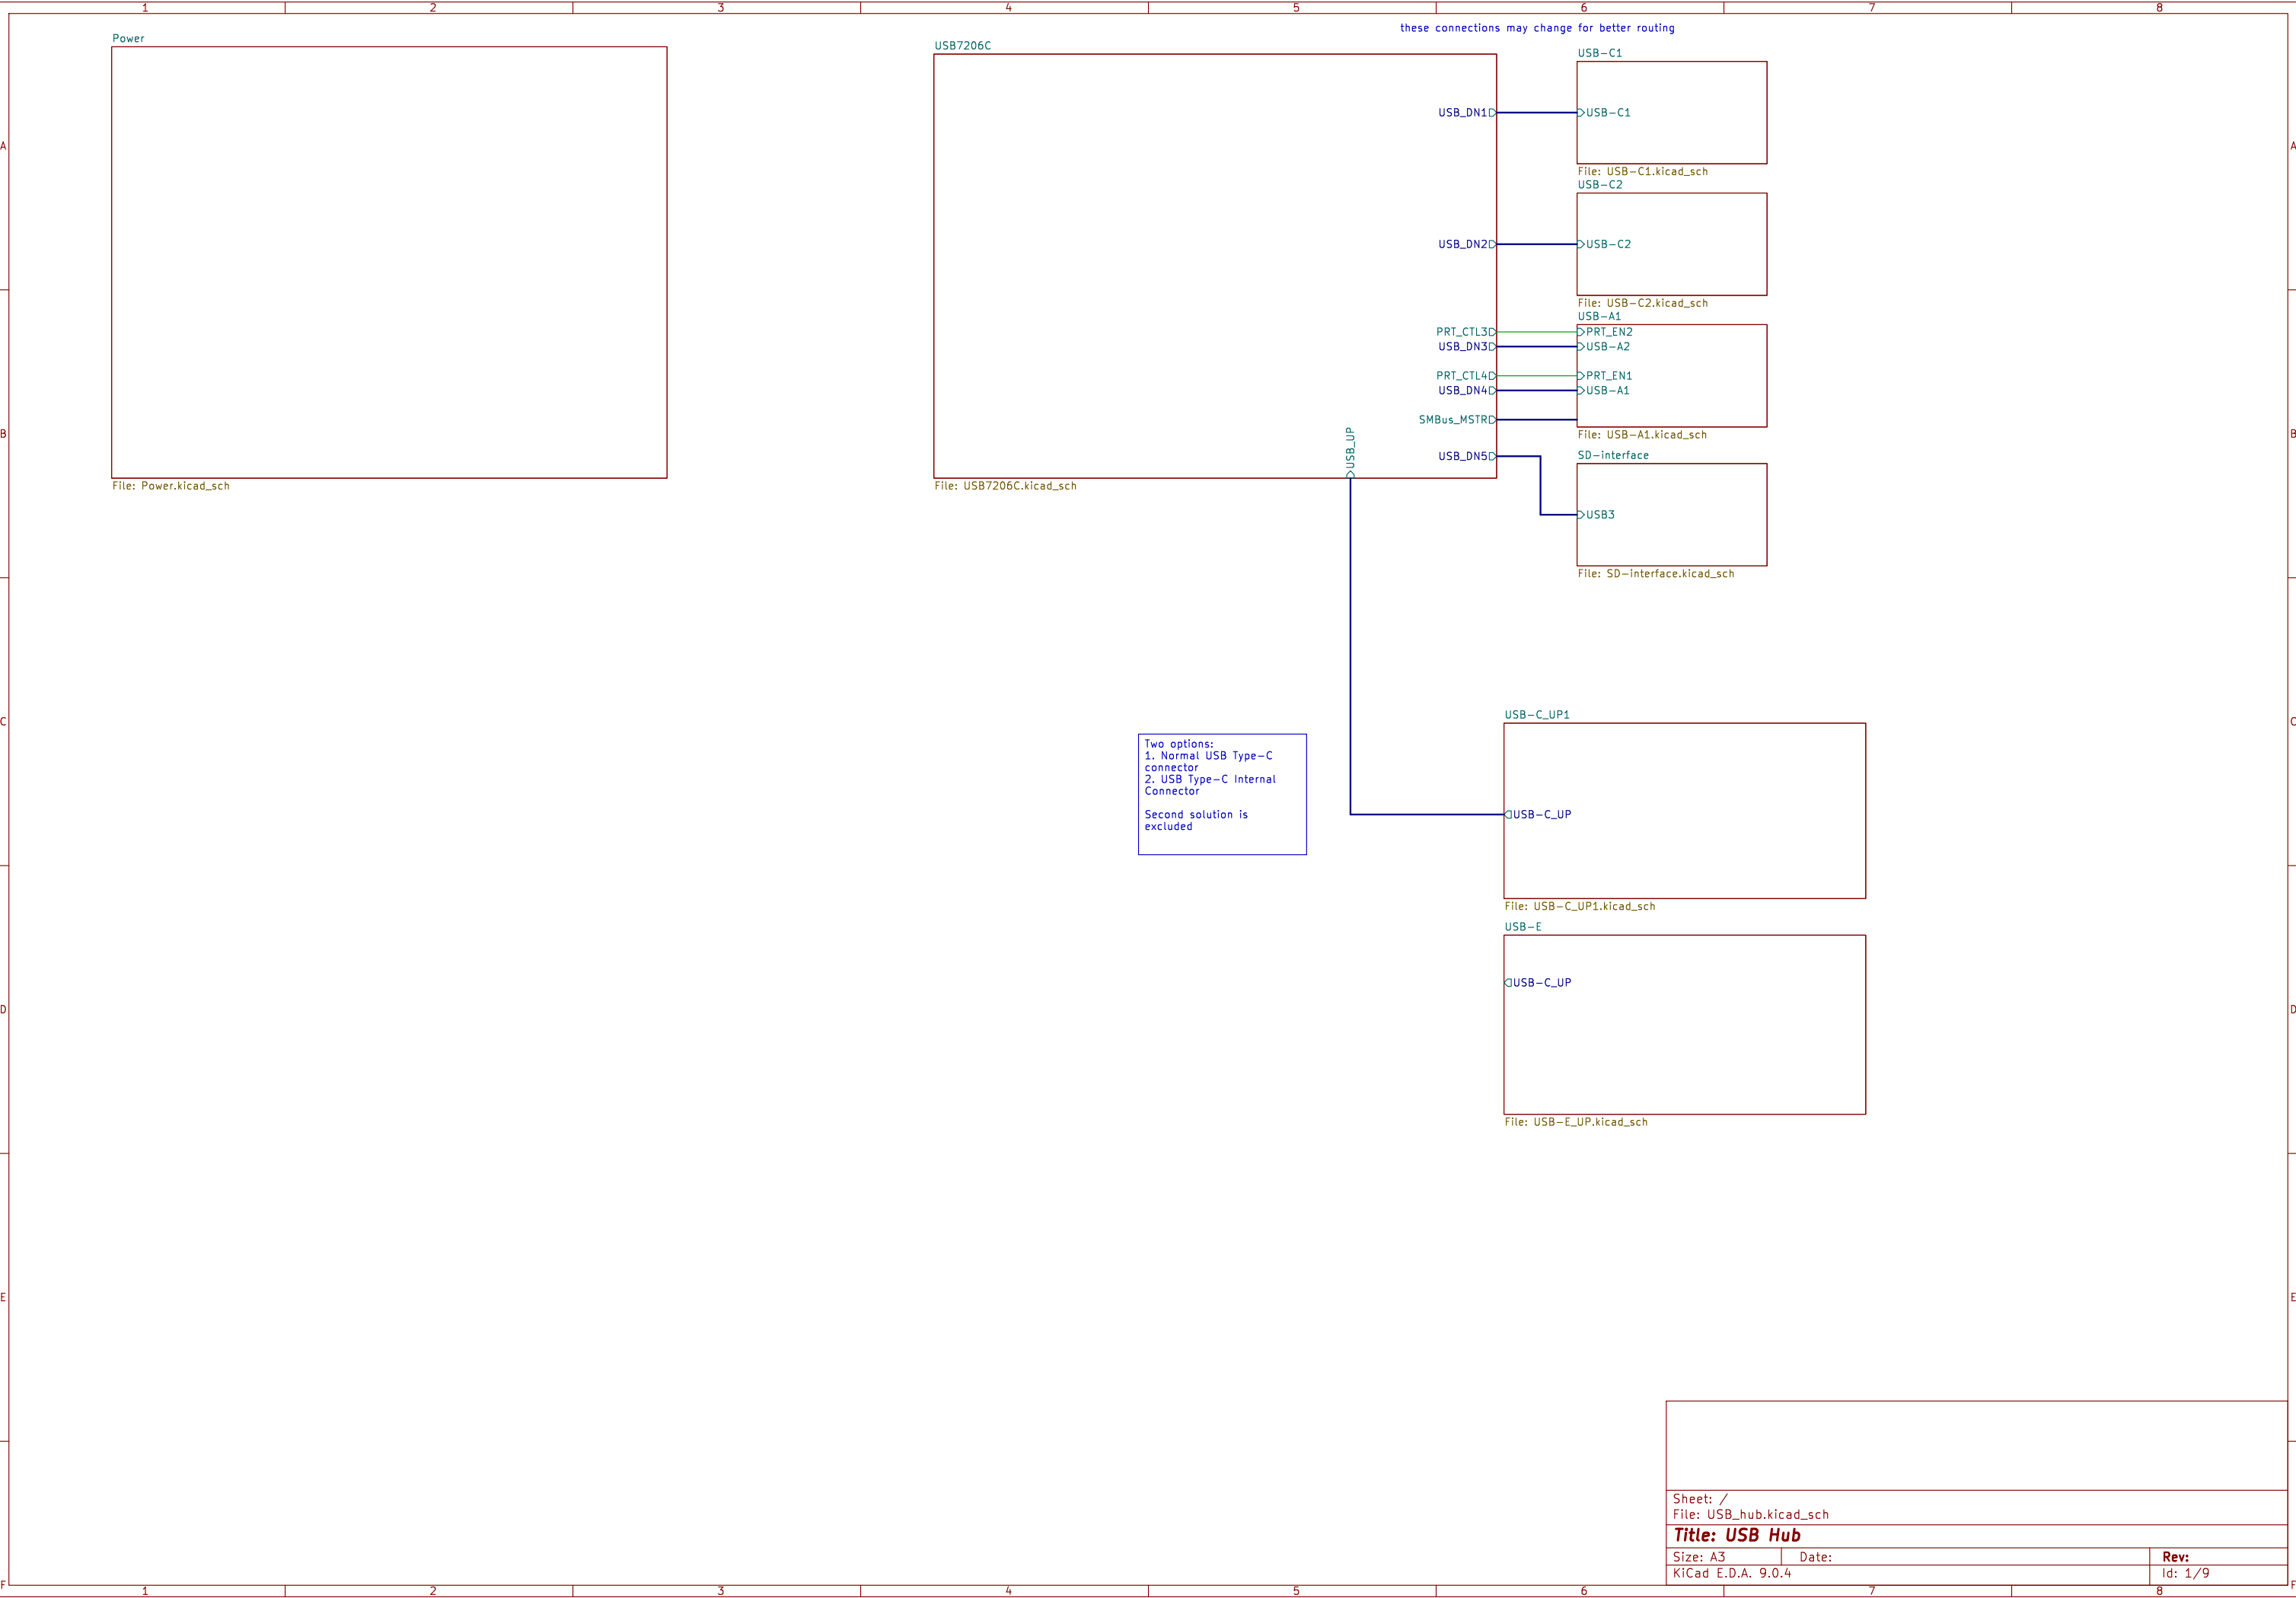 1 2 3 4 5 6 7 8
these connections may change for better routing
Power
File: Power.kicad_sch
USB7206C
USB_DN1
USB_DN2
PRT_CTL3
USB_DN3
PRT_CTL4
USB_DN4
SMBus_MSTR
USB_DN5
USB_UP
File: USB7206C.kicad_sch
USB-C1
USB-C1
File: USB-C1.kicad_sch
USB-C2
USB-C2
File: USB-C2.kicad_sch
USB-A1
PRT_EN2
USB-A2
PRT_EN1
USB-A1
File: USB-A1.kicad_sch
SD-interface
USB3
File: SD-interface.kicad_sch
Two options:
1. Normal USB Type-C
connector
2. USB Type-C Internal
Connector
Second solution is
excluded
USB-C_UP1
USB-C_UP
File: USB-C_UP1.kicad_sch
USB-E
USB-C_UP
File: USB-E_UP.kicad_sch
A A
B B
C C
D D
E E
F F
Sheet: /
File: USB_hub.kicad_sch
Title: USB Hub
Size: A3 Date: Rev:
KiCad E.D.A. 9.0.4 Id: 1/9
1 2 3 4 5 6 7 8